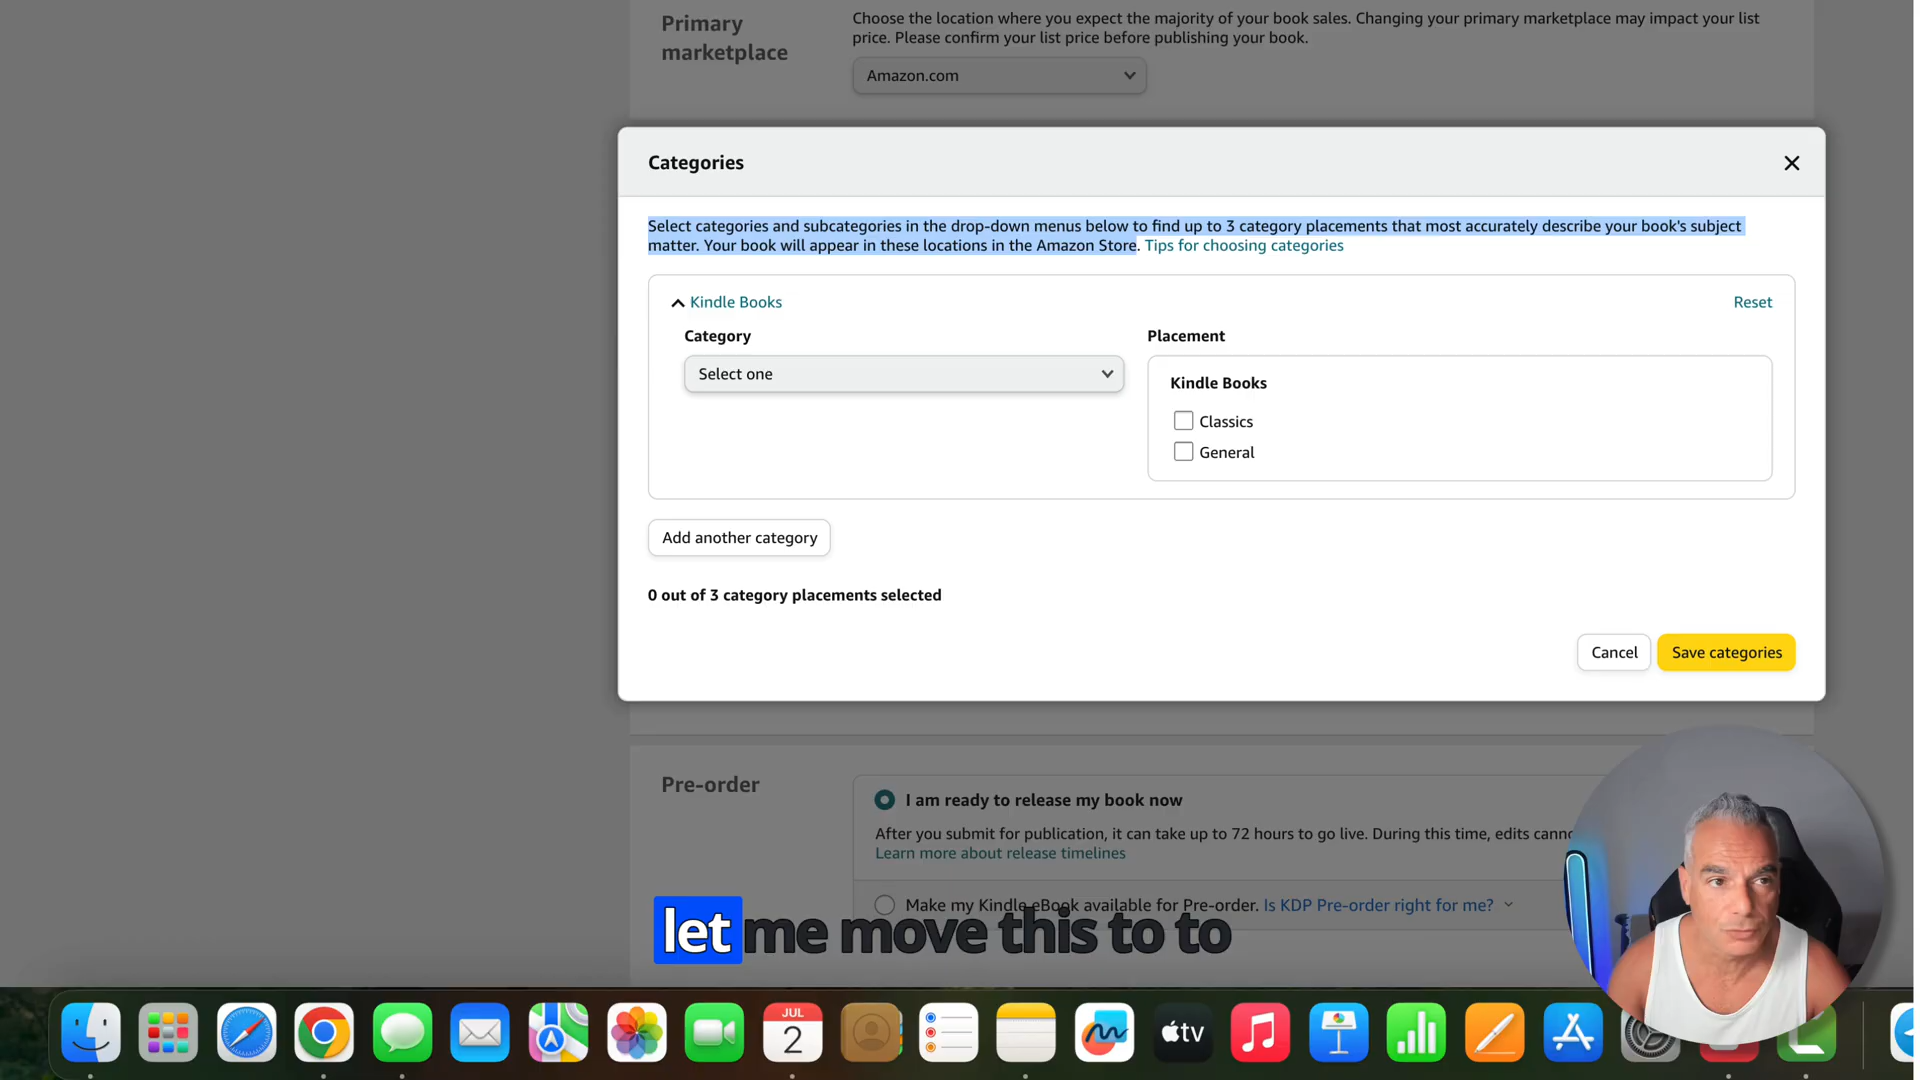 Primary
marketplace
Choose the location where you expect the majority of your book sales. Changing your primary marketplace may impact your list
price. Please confirm your list price before publishing your book.
Amazon.com
Categories
Select categories and subcategories in the drop-down menus below to find up to 3 category placements that most accurately describe your book's subject
matter. Your book will appear in these locations in the Amazon Store. Tips for choosing categories
Kindle Books
Reset
Category
Placement
Select one
Kindle Books
Classics
General
Add another category
0 out of 3 category placements selected
Cancel
Save categories
Pre-order
I am ready to release my book now
After you submit for publication, it can take up to 72 hours to go live. During this time, edits canno
Learn more about release timelines
Make my Kindle eBook available for Pre-order. Is KDP Pre-order right for me?
let me move this to to
JUL
2
tv